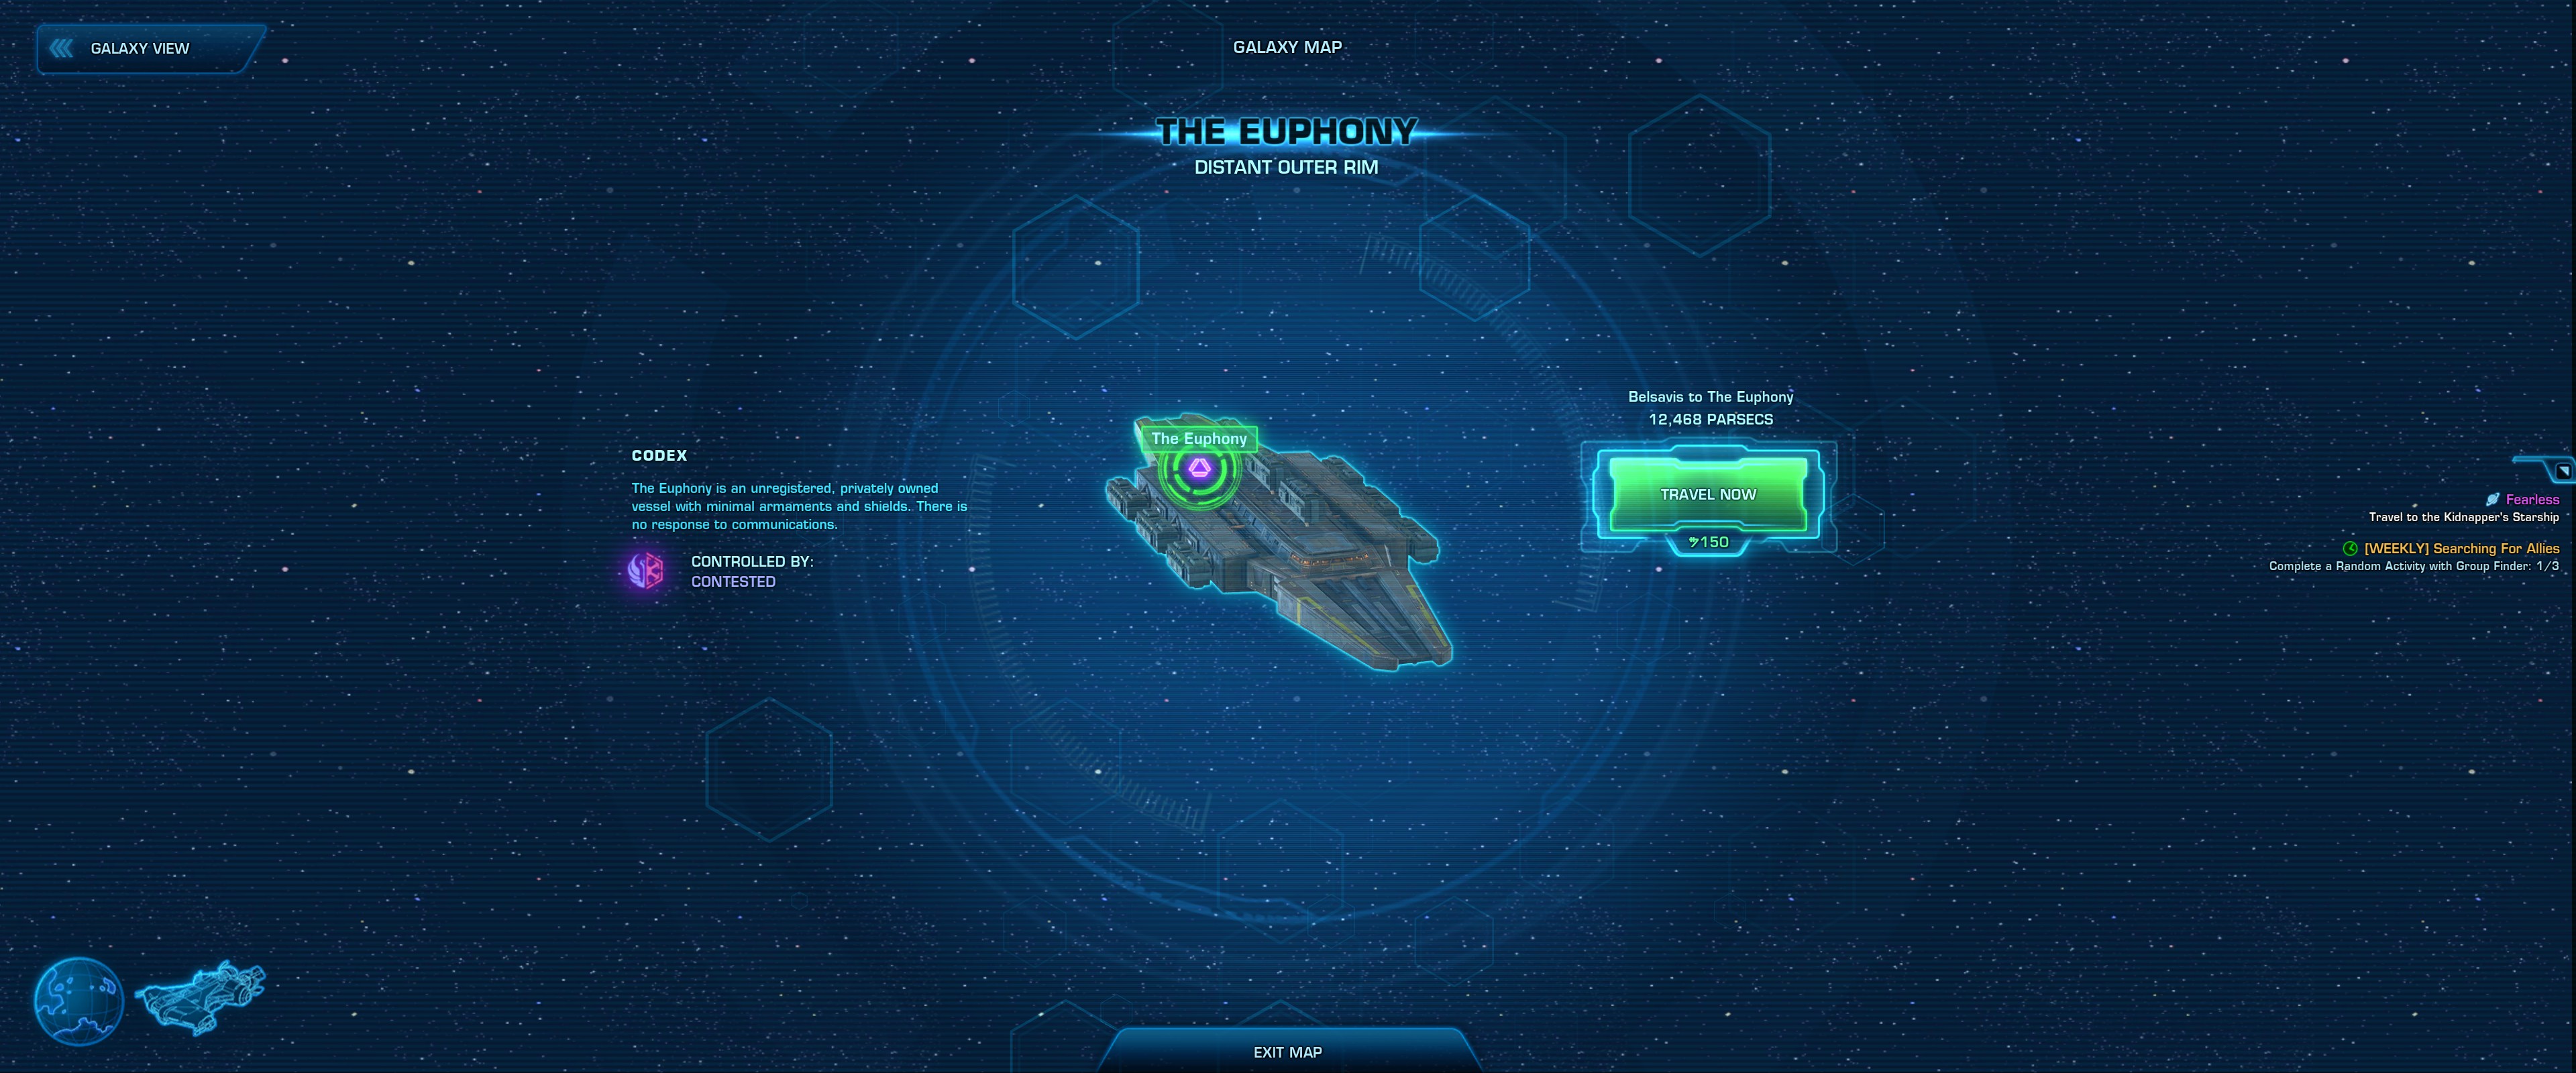 GALAXY VIEW
GALAXY MAP
THE EUPHONY
DISTANT OUTER RIM
Belsavis to The Euphony
12,468 PARSECS
TRAVEL NOW
150
The Euphony
CODEX
The Euphony is an unregistered, privately owned
vessel with minimal armaments and shields. There is
no response to communications.
CONTROLLED BY:
CONTESTED
Fearless
Travel to the Kidnapper's Starship
[WEEKLY] Searching For Allies
Complete a Random Activity with Group Finder: 1/3
EXIT MAP